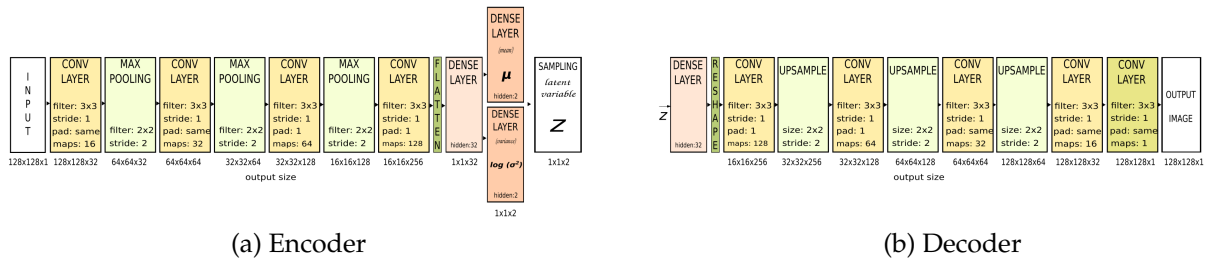 I
N
P
U
T
128x128x1
CONV
LAYER
filter: 3x3
stride: 1
pad: same
maps: 16
128x128x32
MAX
POOLING
filter: 2x2
stride: 2
64x64x32
CONV
LAYER
filter: 3x3
stride: 1
pad: same
maps: 32
64x64x64
MAX
POOLING
filter: 2x2
stride: 2
32x32x64
CONV
LAYER
filter: 3x3
stride: 1
pad: 1
maps: 64
32x32x128
MAX
POOLING
filter: 2x2
stride: 2
16x16x128
CONV
LAYER
filter: 3x3
stride: 1
pad: 1
maps: 128
16x16x256
F
L
A
T
T
E
N
DENSE
LAYER
hidden:32
1x1x32
DENSE
LAYER
(mean)
μ
hidden:2
DENSE
LAYER
(variance)
log (σ²)
hidden:2
1x1x2
SAMPLING
latent
variable
Z
1x1x2
output size
(a) Encoder
Z
DENSE
LAYER
hidden:32
R
E
S
H
A
P
E
CONV
LAYER
filter: 3x3
stride: 1
pad: 1
maps: 128
16x16x256
UPSAMPLE
size: 2x2
stride: 2
32x32x256
CONV
LAYER
filter: 3x3
stride: 1
pad: 1
maps: 64
32x32x128
UPSAMPLE
size: 2x2
stride: 2
64x64x128
CONV
LAYER
filter: 3x3
stride: 1
pad: same
maps: 32
64x64x64
UPSAMPLE
size: 2x2
stride: 2
128x128x64
CONV
LAYER
filter: 3x3
stride: 1
pad: same
maps: 16
128x128x32
CONV
LAYER
filter: 3x3
stride: 1
pad: same
maps: 1
128x128x1
OUTPUT
IMAGE
128x128x1
output size
(b) Decoder